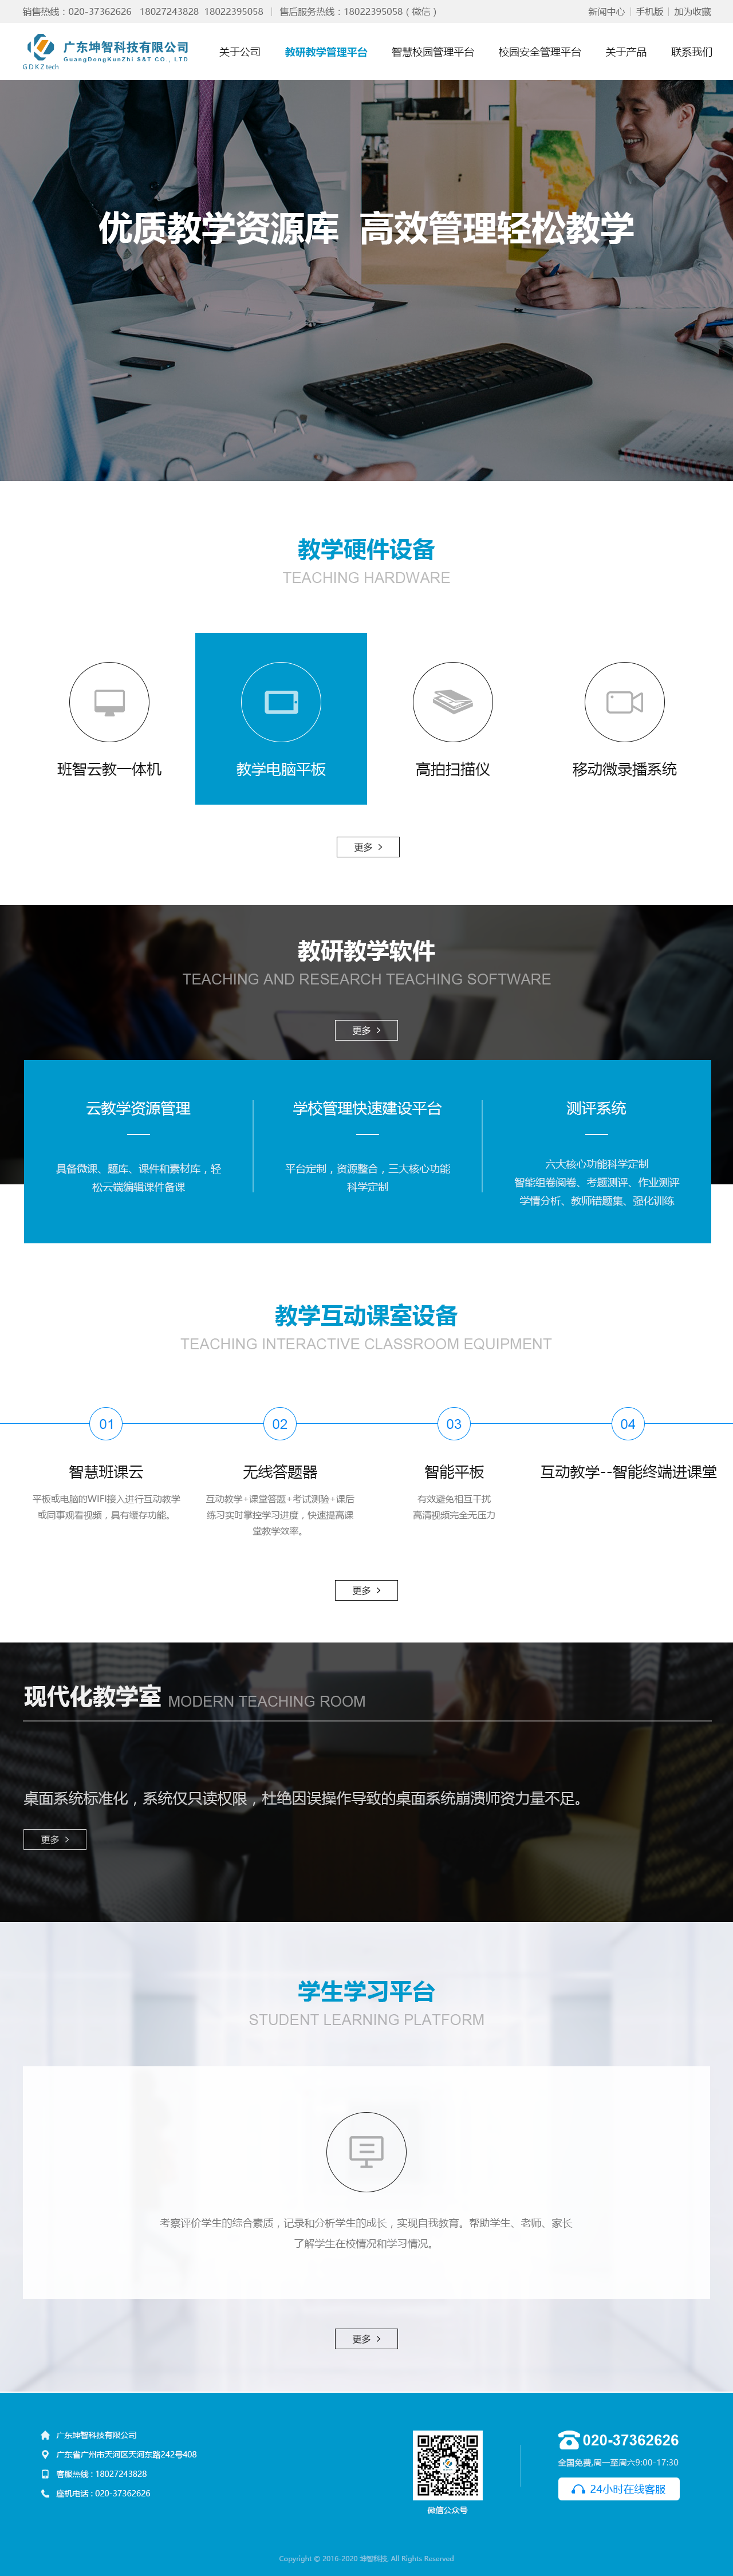 销售热线：020-37362626 18027243828 18022395058 | 售后服务热线：18022395058（微信） 新闻中心 | 手机版 | 加为收藏
广东坤智科技有限公司
GuangDongKunZhi S&T CO., LTD
GDKZtech
关于公司 教研教学管理平台 智慧校园管理平台 校园安全管理平台 关于产品 联系我们
优质教学资源库 高效管理轻松教学
教学硬件设备
TEACHING HARDWARE
班智云教一体机 教学电脑平板 高拍扫描仪 移动微录播系统
更多 >
教研教学软件
TEACHING AND RESEARCH TEACHING SOFTWARE
更多 >
云教学资源管理
具备微课、题库、课件和素材库，轻
松云端编辑课件备课
学校管理快速建设平台
平台定制，资源整合，三大核心功能
科学定制
测评系统
六大核心功能科学定制
智能组卷阅卷、考题测评、作业测评
学情分析、教师错题集、强化训练
教学互动课室设备
TEACHING INTERACTIVE CLASSROOM EQUIPMENT
01
智慧班课云
平板或电脑的WIFI接入进行互动教学
或同事观看视频，具有缓存功能。
02
无线答题器
互动教学+课堂答题+考试测验+课后
练习实时掌控学习进度，快速提高课
堂教学效率。
03
智能平板
有效避免相互干扰
高清视频完全无压力
04
互动教学--智能终端进课堂
更多 >
现代化教学室 MODERN TEACHING ROOM
桌面系统标准化，系统仅只读权限，杜绝因误操作导致的桌面系统崩溃师资力量不足。
更多 >
学生学习平台
STUDENT LEARNING PLATFORM
考察评价学生的综合素质，记录和分析学生的成长，实现自我教育。帮助学生、老师、家长
了解学生在校情况和学习情况。
更多 >
广东坤智科技有限公司
广东省广州市天河区天河东路242号408
客服热线：18027243828
座机电话：020-37362626
微信公众号
020-37362626
全国免费,周一至周六9:00-17:30
24小时在线客服
Copyright © 2016-2020 坤智科技, All Rights Reserved